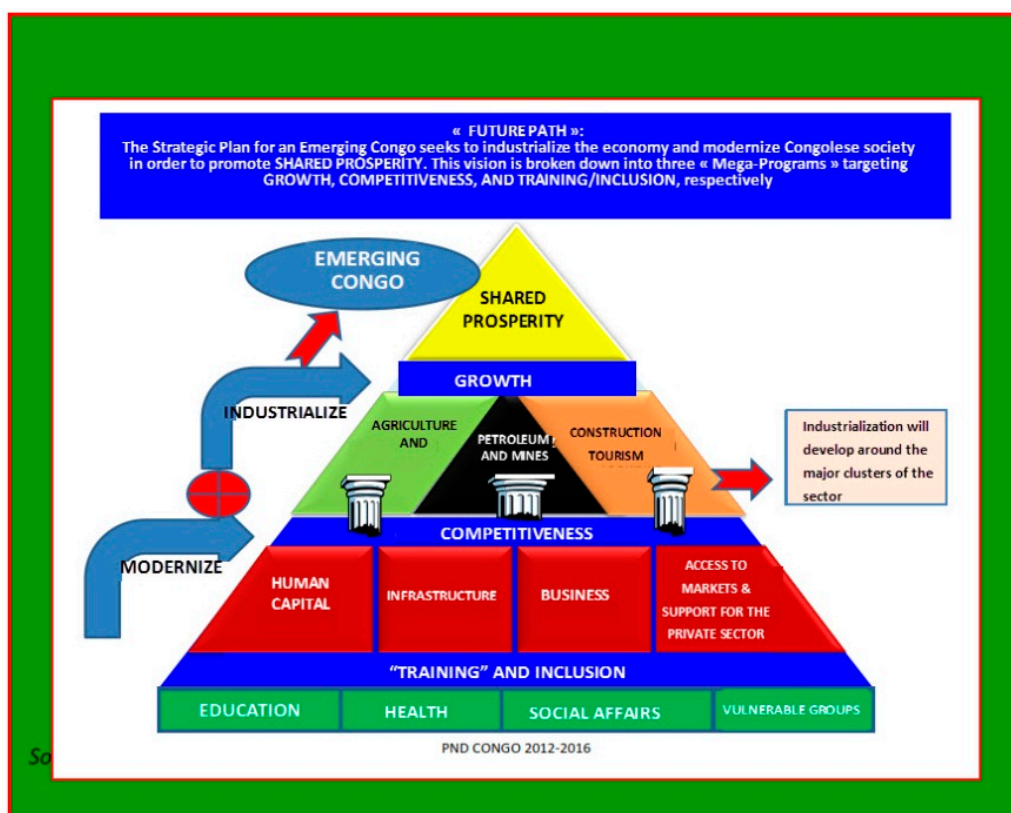 « FUTURE PATH »:
The Strategic Plan for an Emerging Congo seeks to industrialize the economy and modernize Congolese society
in order to promote SHARED PROSPERITY. This vision is broken down into three « Mega-Programs » targeting
GROWTH, COMPETITIVENESS, AND TRAINING/INCLUSION, respectively
EMERGING
CONGO
SHARED
PROSPERITY
GROWTH
INDUSTRIALIZE
AGRICULTURE
AND
PETROLEUM
AND MINES
CONSTRUCTION
TOURISM
Industrialization will
develop around the
major clusters of the
sector
COMPETITIVENESS
MODERNIZE
HUMAN
CAPITAL
INFRASTRUCTURE
BUSINESS
ACCESS TO
MARKETS &
SUPPORT FOR THE
PRIVATE SECTOR
"TRAINING" AND INCLUSION
EDUCATION
HEALTH
SOCIAL AFFAIRS
VULNERABLE GROUPS
PND CONGO 2012-2016
So